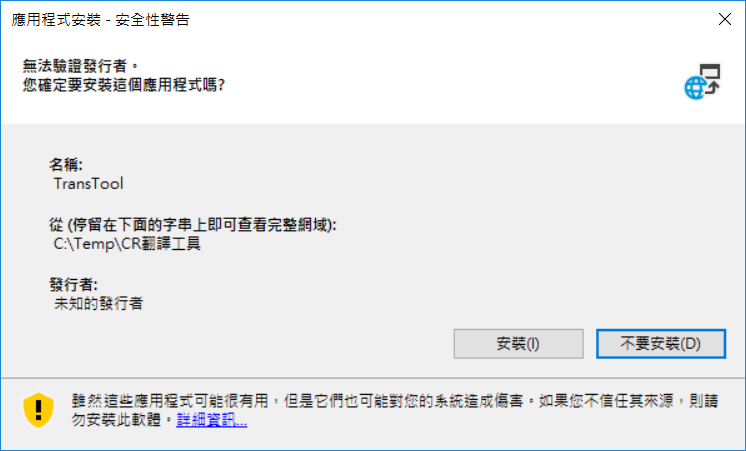 應用程式安裝 - 安全性警告
無法驗證發行者。
您確定要安裝這個應用程式嗎?
名稱:
TransTool
從 (停留在下面的字串上即可查看完整網域):
C:\Temp\CR翻譯工具
發行者:
未知的發行者
安裝(I)
不要安裝(D)
雖然這些應用程式可能很有用，但是它們也可能對您的系統造成傷害。如果您不信任其來源，則請
勿安裝此軟體。詳細資訊...